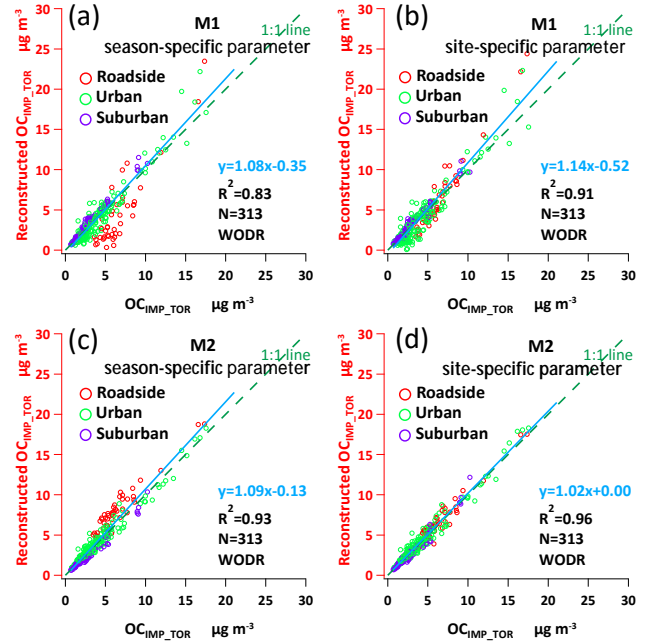 (a)
M1
season-specific parameter
1:1 line
Roadside
Urban
Suburban
y=1.08x-0.35
R²=0.83
N=313
WODR
Reconstructed OC_IMP_TOR µg m⁻³
30
25
20
15
10
5
0
0 5 10 15 20 25 30
OC_IMP_TOR µg m⁻³
(b)
M1
site-specific parameter
1:1 line
Roadside
Urban
Suburban
y=1.14x-0.52
R²=0.91
N=313
WODR
Reconstructed OC_IMP_TOR µg m⁻³
30
25
20
15
10
5
0
0 5 10 15 20 25 30
OC_IMP_TOR µg m⁻³
(c)
M2
season-specific parameter
1:1 line
Roadside
Urban
Suburban
y=1.09x-0.13
R²=0.93
N=313
WODR
Reconstructed OC_IMP_TOR µg m⁻³
30
25
20
15
10
5
0
0 5 10 15 20 25 30
OC_IMP_TOR µg m⁻³
(d)
M2
site-specific parameter
1:1 line
Roadside
Urban
Suburban
y=1.02x+0.00
R²=0.96
N=313
WODR
Reconstructed OC_IMP_TOR µg m⁻³
30
25
20
15
10
5
0
0 5 10 15 20 25 30
OC_IMP_TOR µg m⁻³